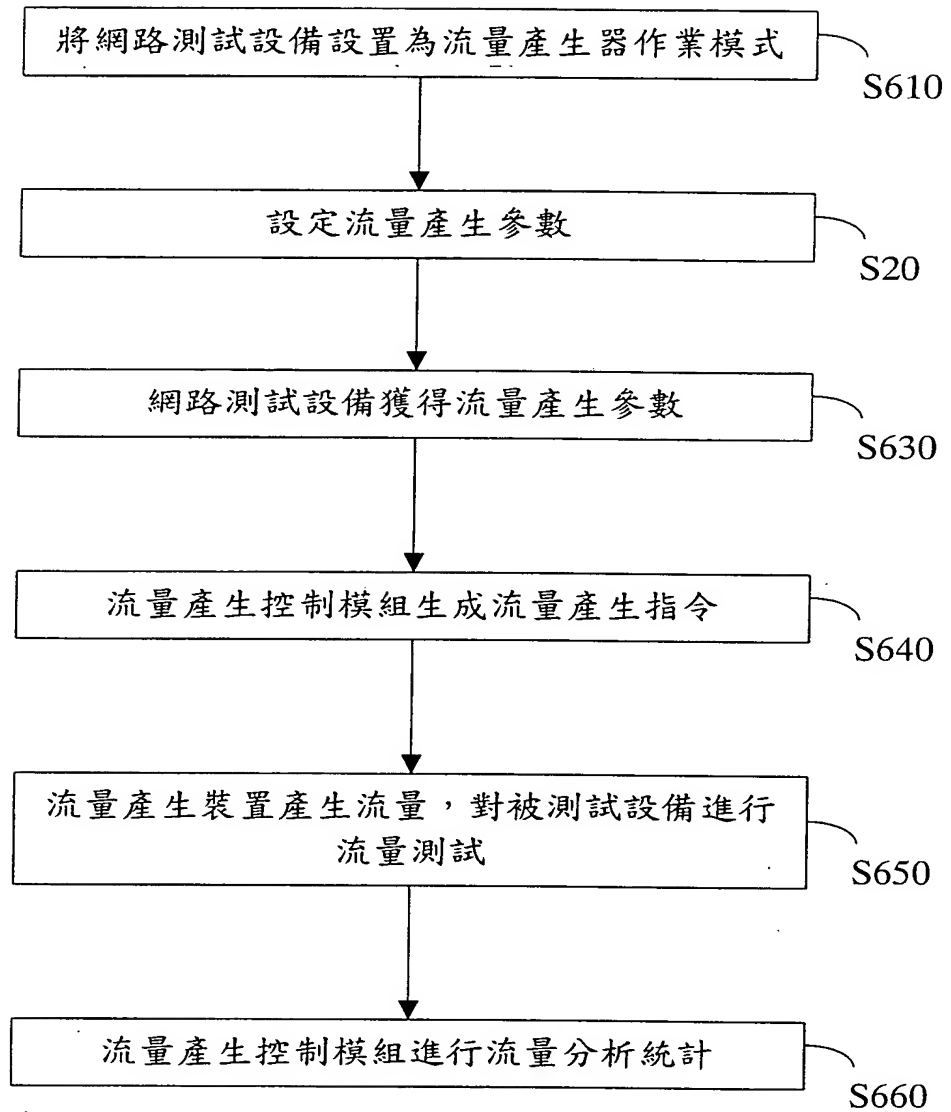 將網路測試設備設置為流量產生器作業模式
S610
設定流量產生參數
S20
網路測試設備獲得流量產生參數
S630
流量產生控制模組生成流量產生指令
S640
流量產生裝置產生流量，對被測試設備進行
流量測試
S650
流量產生控制模組進行流量分析統計
S660